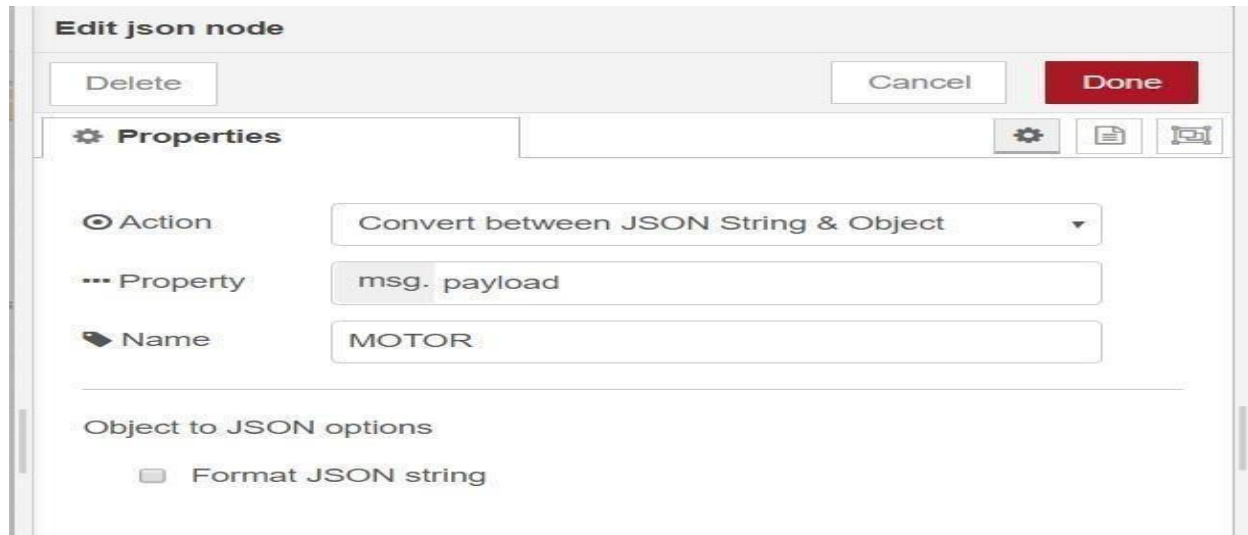 Edit json node
Delete Cancel Done
Properties
Action Convert between JSON String & Object
Property msg. payload
Name MOTOR
Object to JSON options
Format JSON string